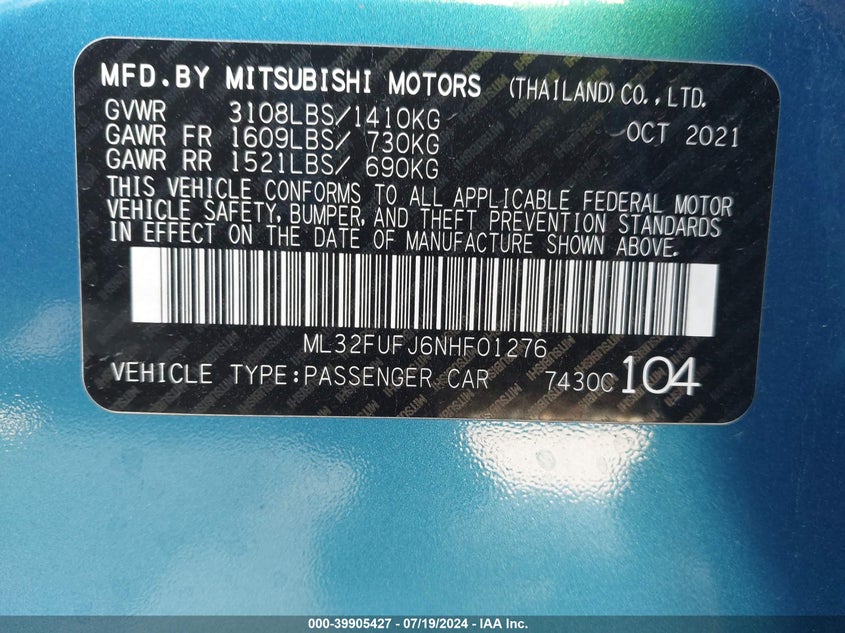 MFD.BY MITSUBISHI MOTORS (THAILAND)CO.,LTD.
GVWR 3108LBS/1410KG OCT 2021
GAWR FR 1609LBS/ 730KG
GAWR RR 1521LBS/ 690KG
THIS VEHICLE CONFORMS TO ALL APPLICABLE FEDERAL MOTOR
VEHICLE SAFETY, BUMPER, AND THEFT PREVENTION STANDARDS
IN EFFECT ON THE DATE OF MANUFACTURE SHOWN ABOVE.
ML32FUFJ6NHF01276
VEHICLE TYPE:PASSENGER CAR 7430C 104
000-39905427 - 07/19/2024 - IAA Inc.